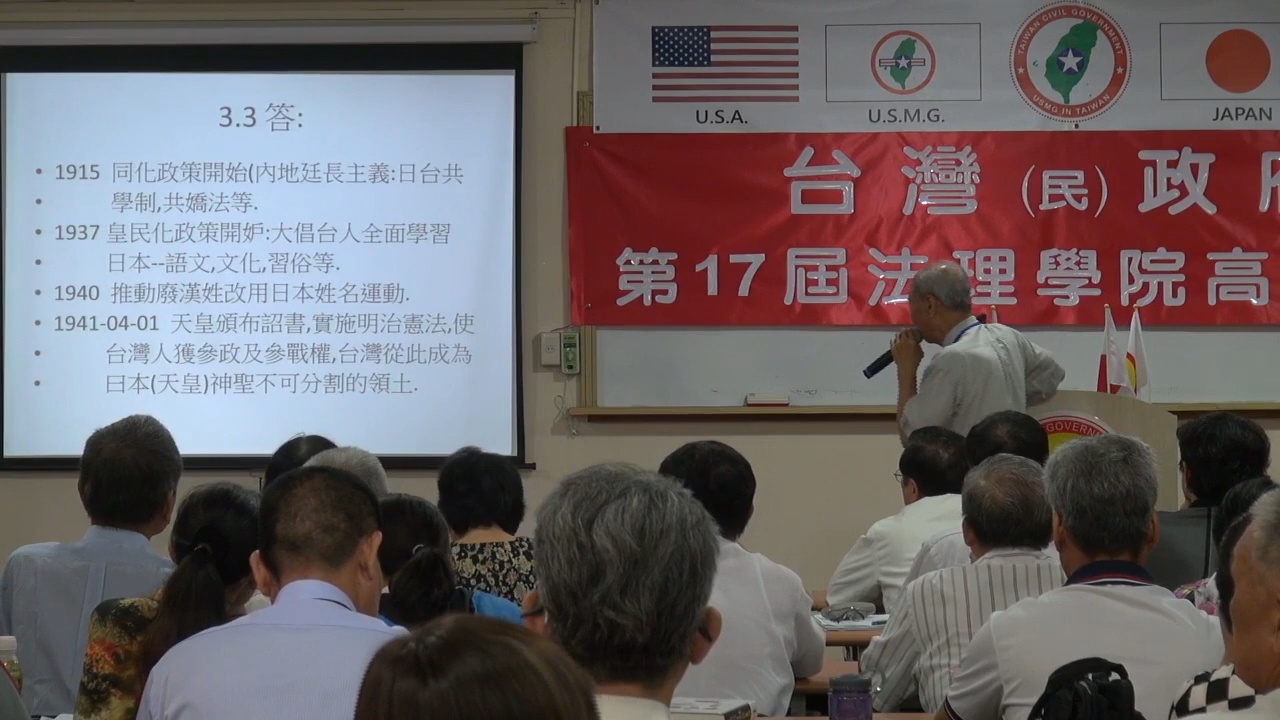 3.3 答:
• 1915 同化政策開始(內地廷長主義:日台共
• 學制,共嬌法等.
• 1937 皇民化政策開妒:大倡台人全面學習
• 日本--語文,文化,習俗等.
• 1940 推動廢漢姓改用日本姓名運動.
• 1941-04-01 天皇頒布詔書,實施明治憲法,使
• 台灣人獲參政及參戰權,台灣從此成為
• 日本(天皇)神聖不可分割的領土.
U.S.A.
U.S.M.G.
TAIWAN CIVIL GOVERNMENT
USMG IN TAIWAN
JAPAN
台灣(民)政府
第17屆法理學院高
GOVERN